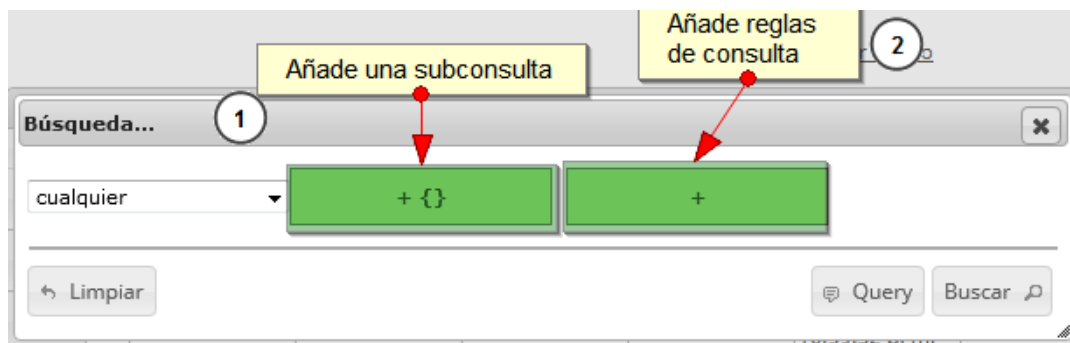 Añade reglas
de consulta
2
Añade una subconsulta
1
Búsqueda...
cualquier
+ {}
+
Limpiar
Query
Buscar